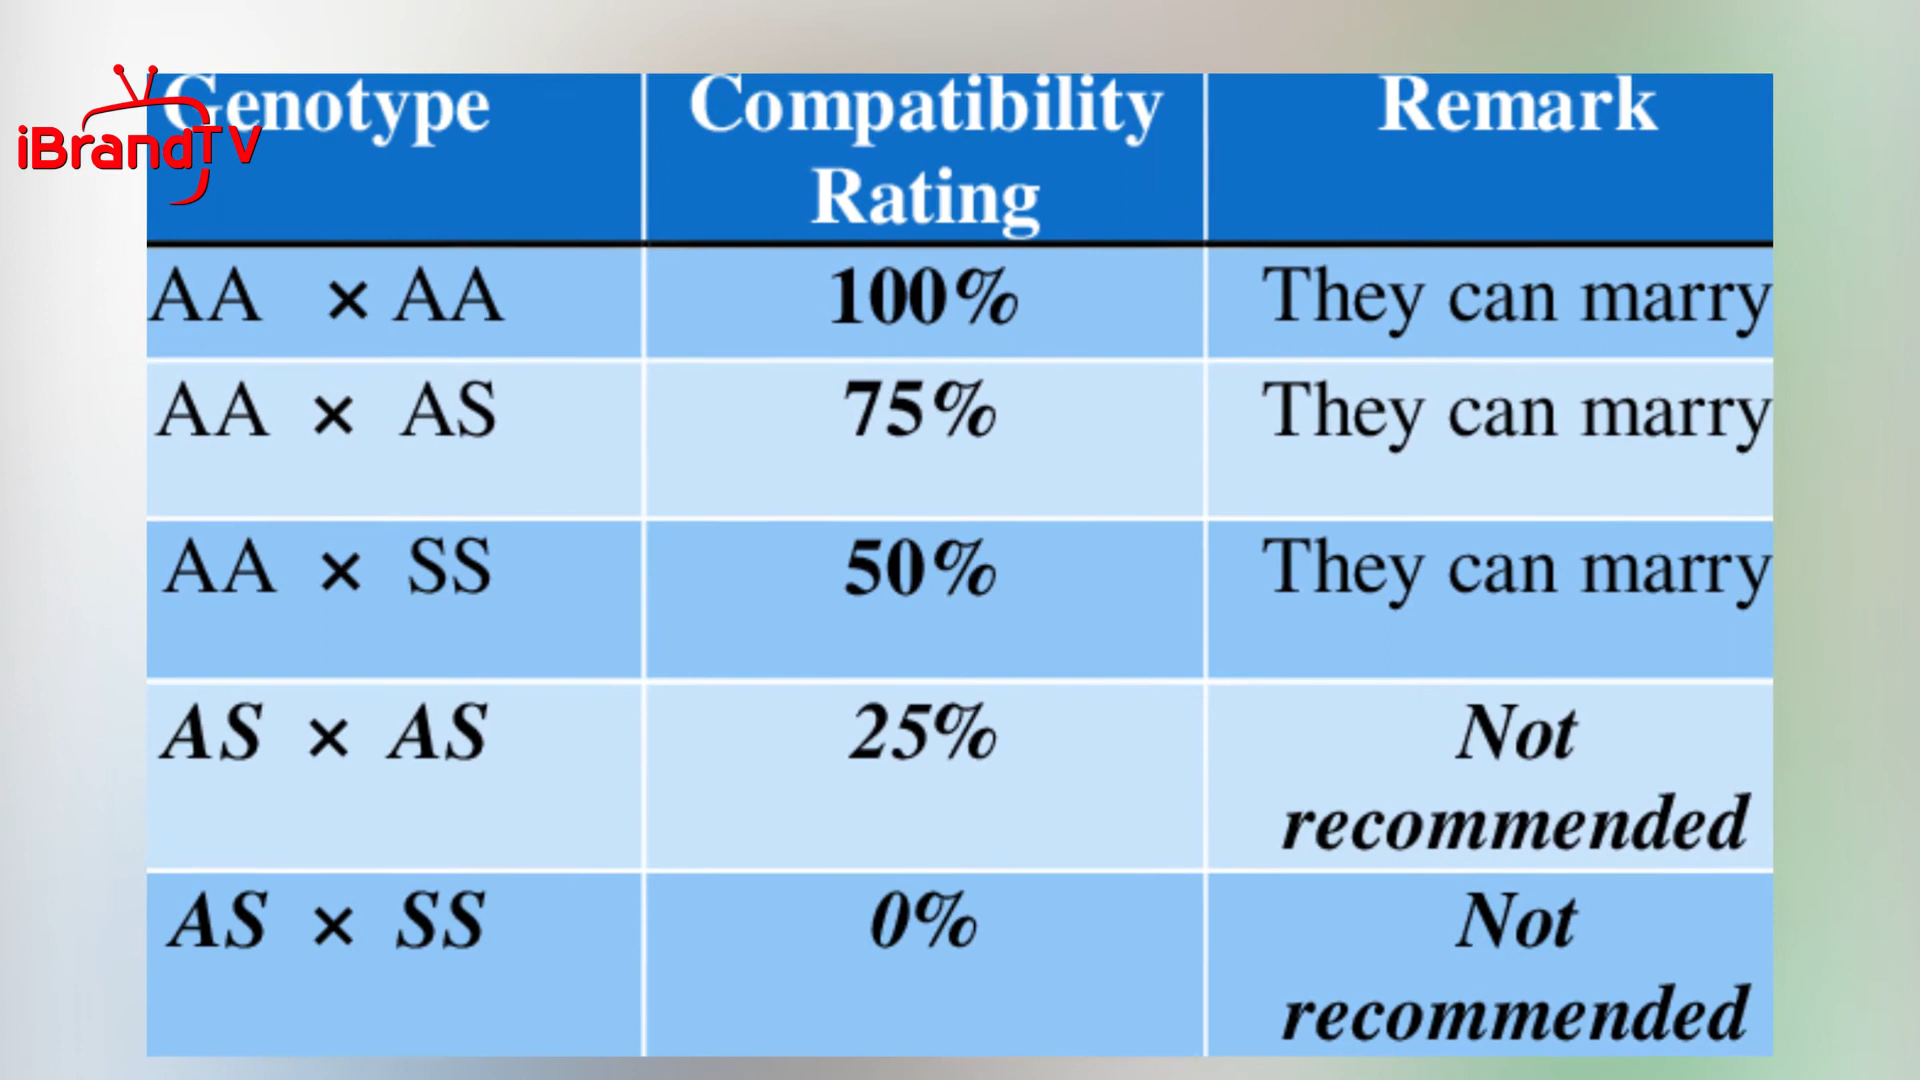 iBrandTV
Genotype Compatibility Remark
Rating
AA × AA 100% They can marry
AA × AS 75% They can marry
AA × SS 50% They can marry
AS × AS 25% Not
recommended
AS × SS 0% Not
recommended